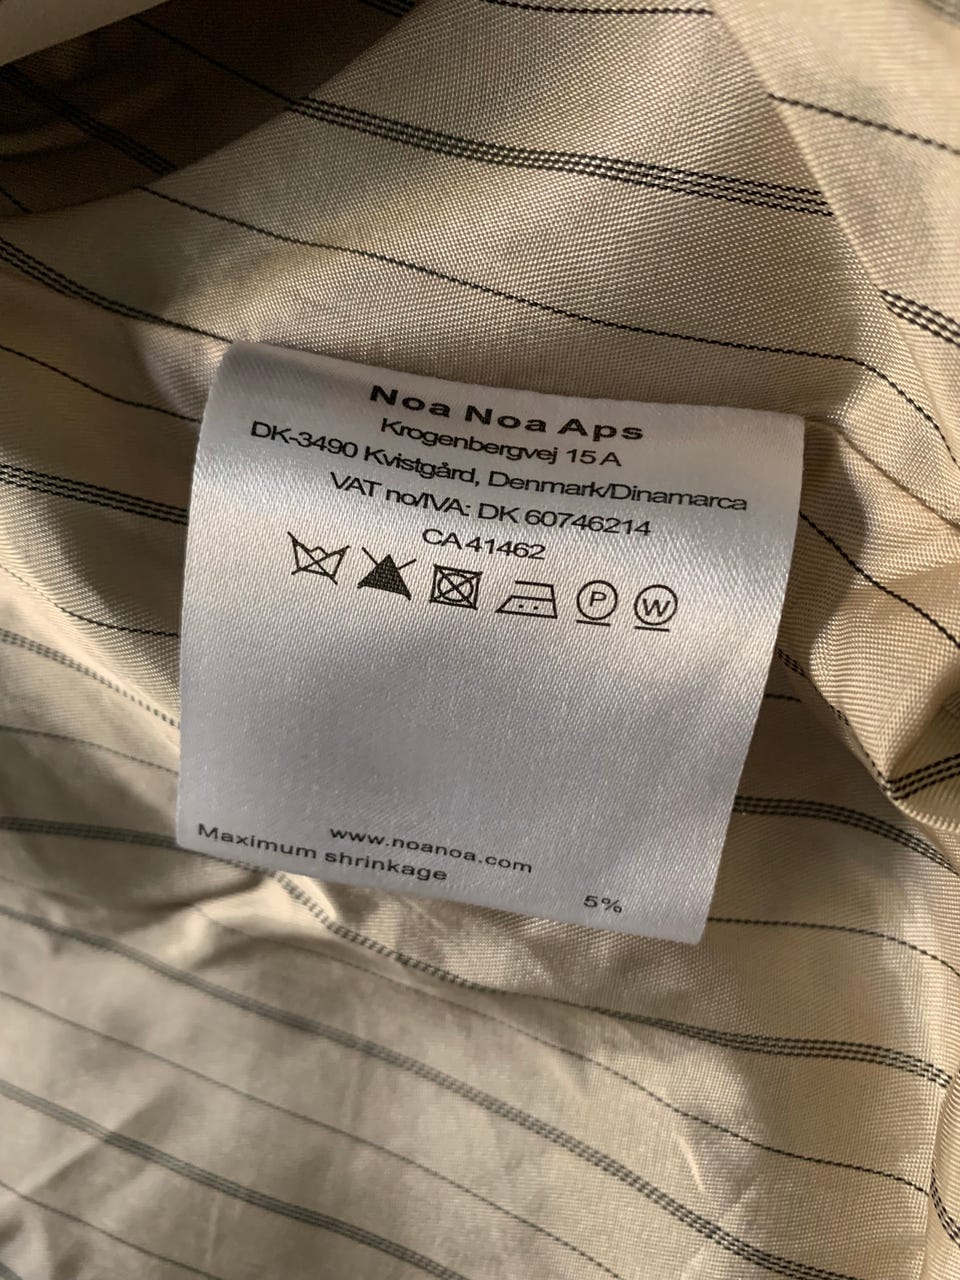 Noa Noa Aps
Krogenbergvej 15 A
DK-3490 Kvistgård, Denmark/Dinamarca
VAT no/IVA: DK 60746214
CA 41462
P W
www.noanoa.com
Maximum shrinkage 5%